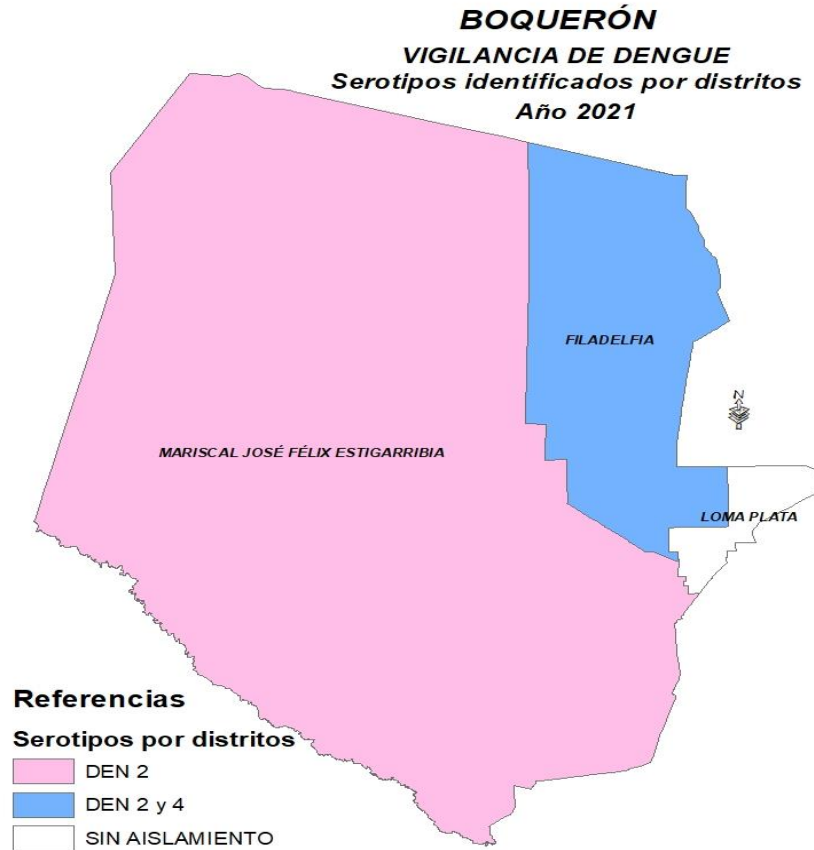 BOQUERÓN
VIGILANCIA DE DENGUE
Serotipos identificados por distritos
Año 2021
FILADELFIA
N
MARISCAL JOSÉ FÉLIX ESTIGARRIBIA
LOMA PLATA
Referencias
Serotipos por distritos
DEN 2
DEN 2 y 4
SIN AISLAMIENTO